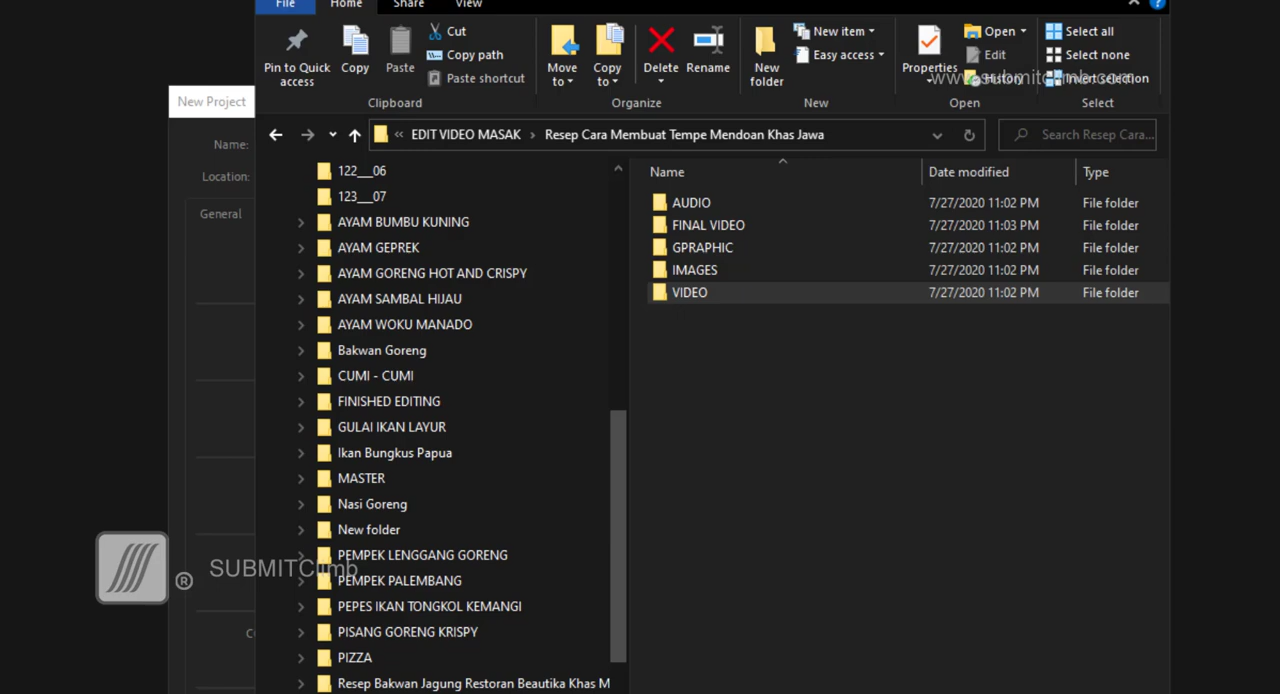 File Home Share View
Pin to Quick access
Copy
Paste
Cut
Copy path
Paste shortcut
Clipboard
Move to
Copy to
Delete
Rename
Organize
New folder
New item
Easy access
New
Properties
Open
Edit
History
Open
Select all
Select none
Invert selection
Select
www.submitclimb.com
New Project
Name:
Location:
General
« EDIT VIDEO MASAK › Resep Cara Membuat Tempe Mendoan Khas Jawa
Search Resep Cara...
122___06
123___07
AYAM BUMBU KUNING
AYAM GEPREK
AYAM GORENG HOT AND CRISPY
AYAM SAMBAL HIJAU
AYAM WOKU MANADO
Bakwan Goreng
CUMI - CUMI
FINISHED EDITING
GULAI IKAN LAYUR
Ikan Bungkus Papua
MASTER
Nasi Goreng
New folder
PEMPEK LENGGANG GORENG
PEMPEK PALEMBANG
PEPES IKAN TONGKOL KEMANGI
PISANG GORENG KRISPY
PIZZA
Resep Bakwan Jagung Restoran Beautika Khas M
Name Date modified Type
AUDIO 7/27/2020 11:02 PM File folder
FINAL VIDEO 7/27/2020 11:03 PM File folder
GPRAPHIC 7/27/2020 11:02 PM File folder
IMAGES 7/27/2020 11:02 PM File folder
VIDEO 7/27/2020 11:02 PM File folder
® SUBMITClimb